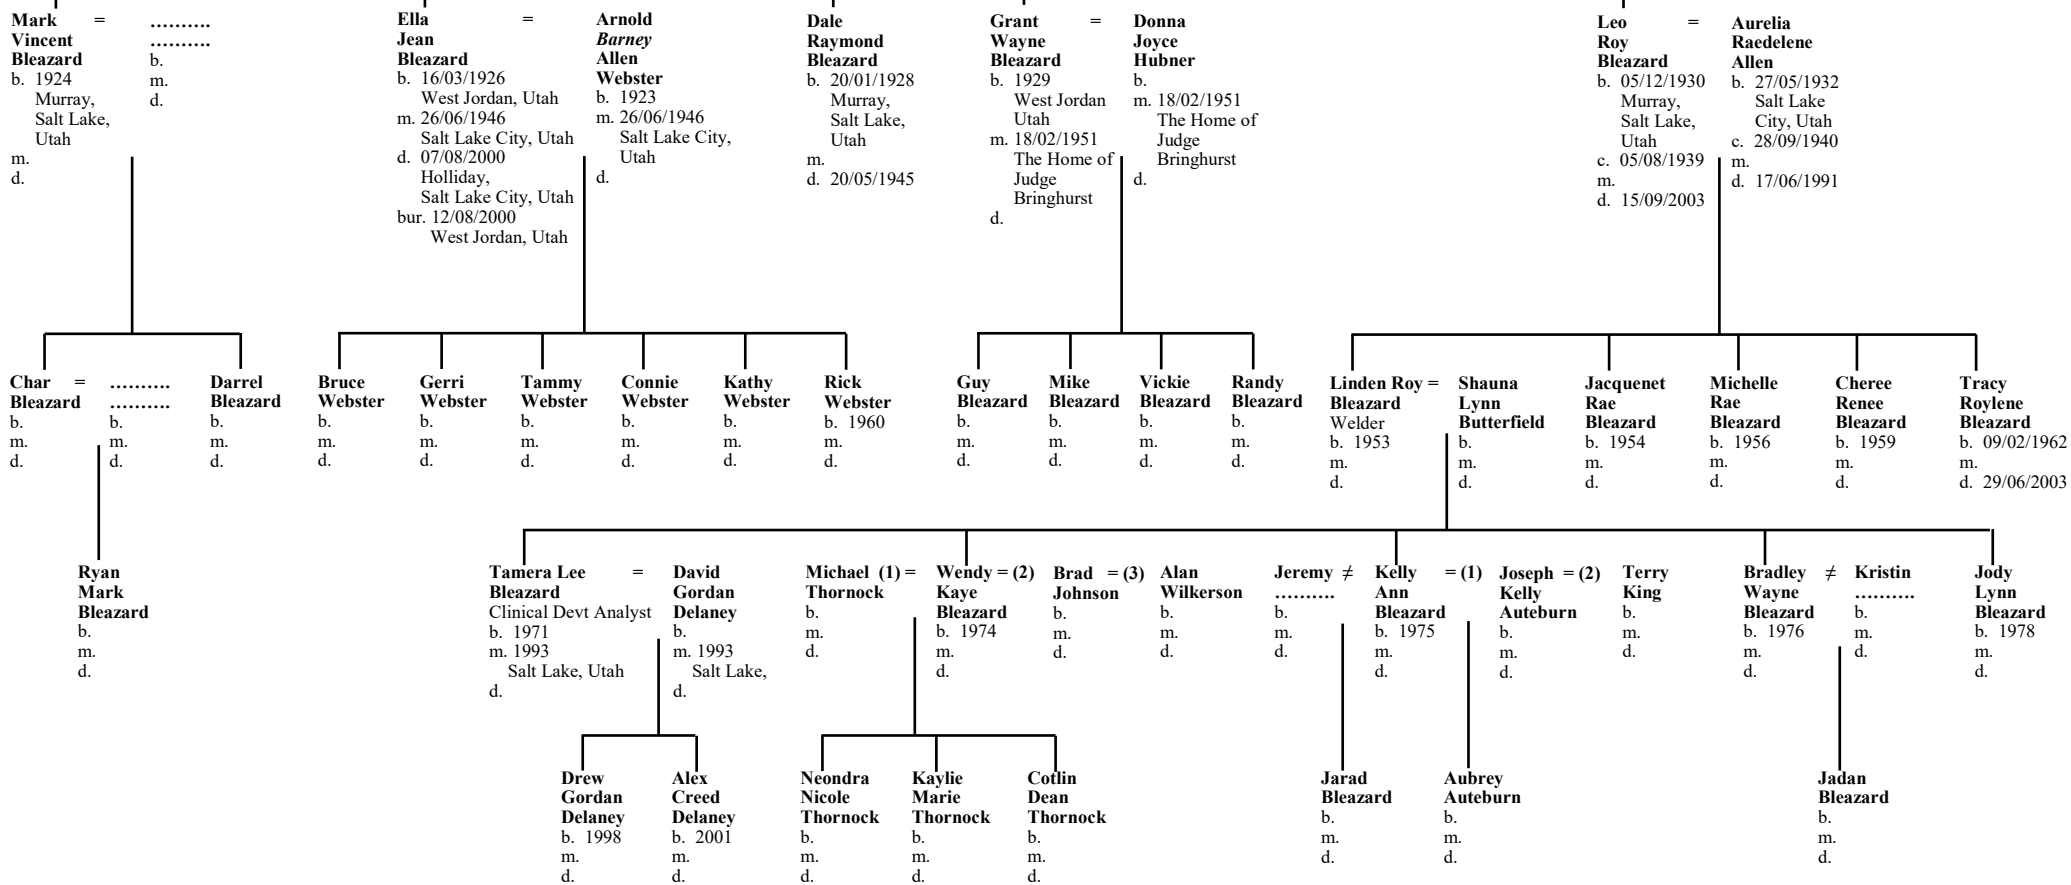 Mark =
Vincent
Bleazard
b. 1924
Murray,
Salt Lake,
Utah
m.
d.
..........
..........
b.
m.
d.
Ella =
Jean
Bleazard
b. 16/03/1926
West Jordan, Utah
m. 26/06/1946
Salt Lake City, Utah
d. 07/08/2000
Holliday,
Salt Lake City, Utah
bur. 12/08/2000
West Jordan, Utah
Arnold
Barney
Allen
Webster
b. 1923
m. 26/06/1946
Salt Lake City,
Utah
d.
Dale
Raymond
Bleazard
b. 20/01/1928
Murray,
Salt Lake,
Utah
m.
d. 20/05/1945
Grant =
Wayne
Bleazard
b. 1929
West Jordan
Utah
m. 18/02/1951
The Home of
Judge
Bringhurst
d.
Donna
Joyce
Hubner
b.
m. 18/02/1951
The Home of
Judge
Bringhurst
d.
Leo =
Roy
Bleazard
b. 05/12/1930
Murray,
Salt Lake,
Utah
c. 05/08/1939
m.
d. 15/09/2003
Aurelia
Raedelene
Allen
b. 27/05/1932
Salt Lake
City, Utah
c. 28/09/1940
m.
d. 17/06/1991
Char =
Bleazard
b.
m.
d.
..........
..........
b.
m.
d.
Darrel
Bleazard
b.
m.
d.
Bruce
Webster
b.
m.
d.
Gerri
Webster
b.
m.
d.
Tammy
Webster
b.
m.
d.
Connie
Webster
b.
m.
d.
Kathy
Webster
b.
m.
d.
Rick
Webster
b. 1960
m.
d.
Guy
Bleazard
b.
m.
d.
Mike
Bleazard
b.
m.
d.
Vickie
Bleazard
b.
m.
d.
Randy
Bleazard
b.
m.
d.
Linden Roy =
Bleazard
Welder
b. 1953
m.
d.
Shauna
Lynn
Butterfield
b.
m.
d.
Jacquenet
Rae
Bleazard
b. 1954
m.
d.
Michelle
Rae
Bleazard
b. 1956
m.
d.
Cheree
Renee
Bleazard
b. 1959
m.
d.
Tracy
Roylene
Bleazard
b. 09/02/1962
m.
d. 29/06/2003
Ryan
Mark
Bleazard
b.
m.
d.
Tamera Lee =
Bleazard
Clinical Devt Analyst
b. 1971
m. 1993
Salt Lake, Utah
d.
David
Gordan
Delaney
b.
m. 1993
Salt Lake,
d.
Michael (1) =
Thornock
b.
m.
d.
Wendy = (2)
Kaye
Bleazard
b. 1974
m.
d.
Brad = (3)
Johnson
b.
m.
d.
Alan
Wilkerson
b.
m.
d.
Jeremy ≠
..........
b.
m.
d.
Kelly = (1)
Ann
Bleazard
b. 1975
m.
d.
Joseph = (2)
Kelly
Auteburn
b.
m.
d.
Terry
King
b.
m.
d.
Bradley ≠
Wayne
Bleazard
b. 1976
m.
d.
Kristin
..........
b.
m.
d.
Jody
Lynn
Bleazard
b. 1978
m.
d.
Drew
Gordan
Delaney
b. 1998
m.
d.
Alex
Creed
Delaney
b. 2001
m.
d.
Neondra
Nicole
Thornock
b.
m.
d.
Kaylie
Marie
Thornock
b.
m.
d.
Cotlin
Dean
Thornock
b.
m.
d.
Jarad
Bleazard
b.
m.
d.
Aubrey
Auteburn
b.
m.
d.
Jadan
Bleazard
b.
m.
d.